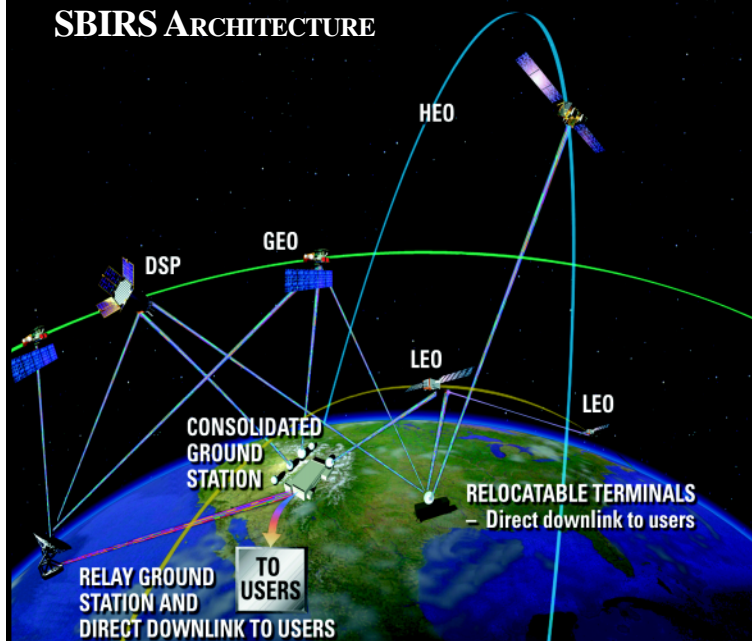 SBIRS ARCHITECTURE
HEO
GEO
DSP
LEO
LEO
CONSOLIDATED
GROUND
STATION
RELOCATABLE TERMINALS
– Direct downlink to users
TO
USERS
RELAY GROUND
STATION AND
DIRECT DOWNLINK TO USERS